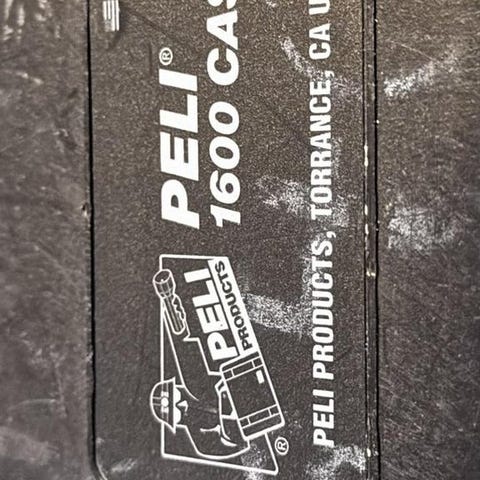 PELI
PRODUCTS
®
PELI®
1600 CAS
PELI PRODUCTS, TORRANCE, CA U